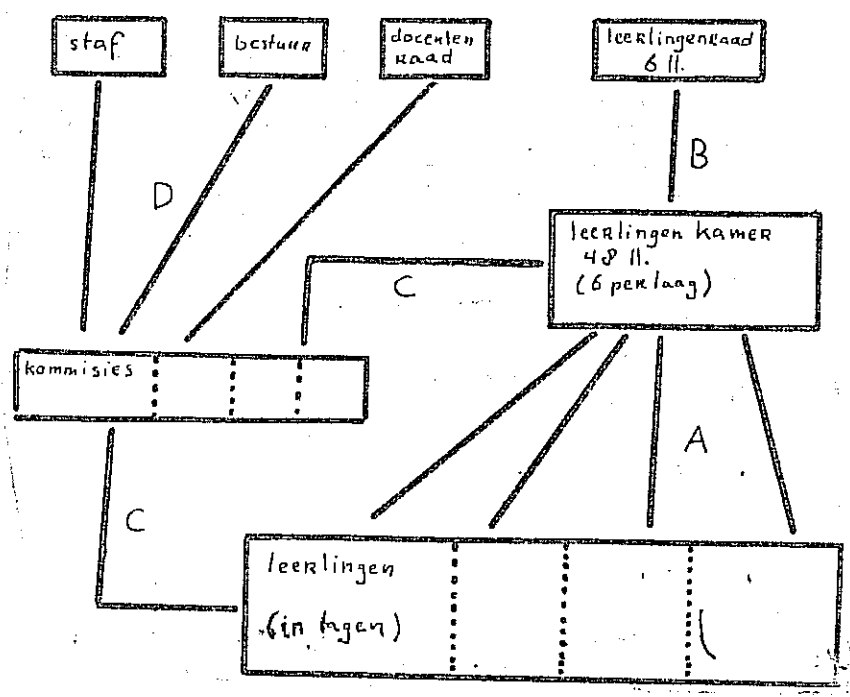 staf
bestuur
docenten
raad
leerlingenraad
6 ll.
D
B
leerlingen kamer
48 ll.
(6 per laag)
C
kommisies
A
C
leerlingen
(in lagen)